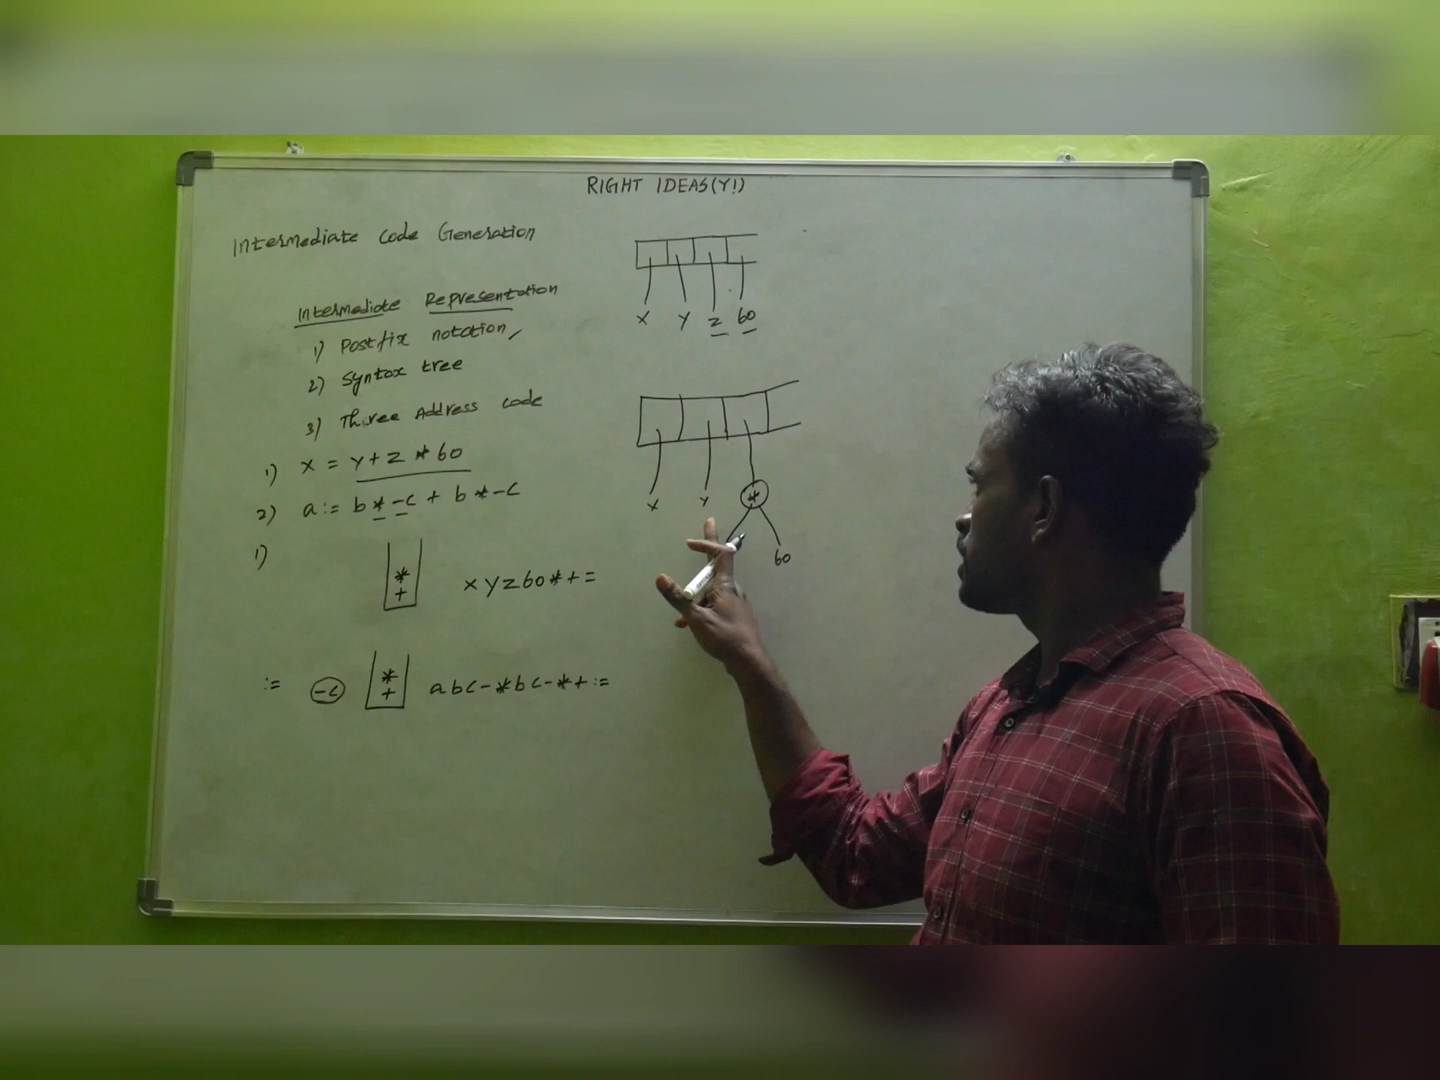 RIGHT IDEAS(Y!)
Intermediate Code Generation
Intermediate Representation
1) Postfix notation,
2) Syntax tree
3) Three Address Code
1) x = y + z * 60
2) a := b * -c + b * -c
1)
*
+
x y z 60 * + =
:=
-c
*
+
a b c - * b c - * + :=
x y z 60
x y *
60